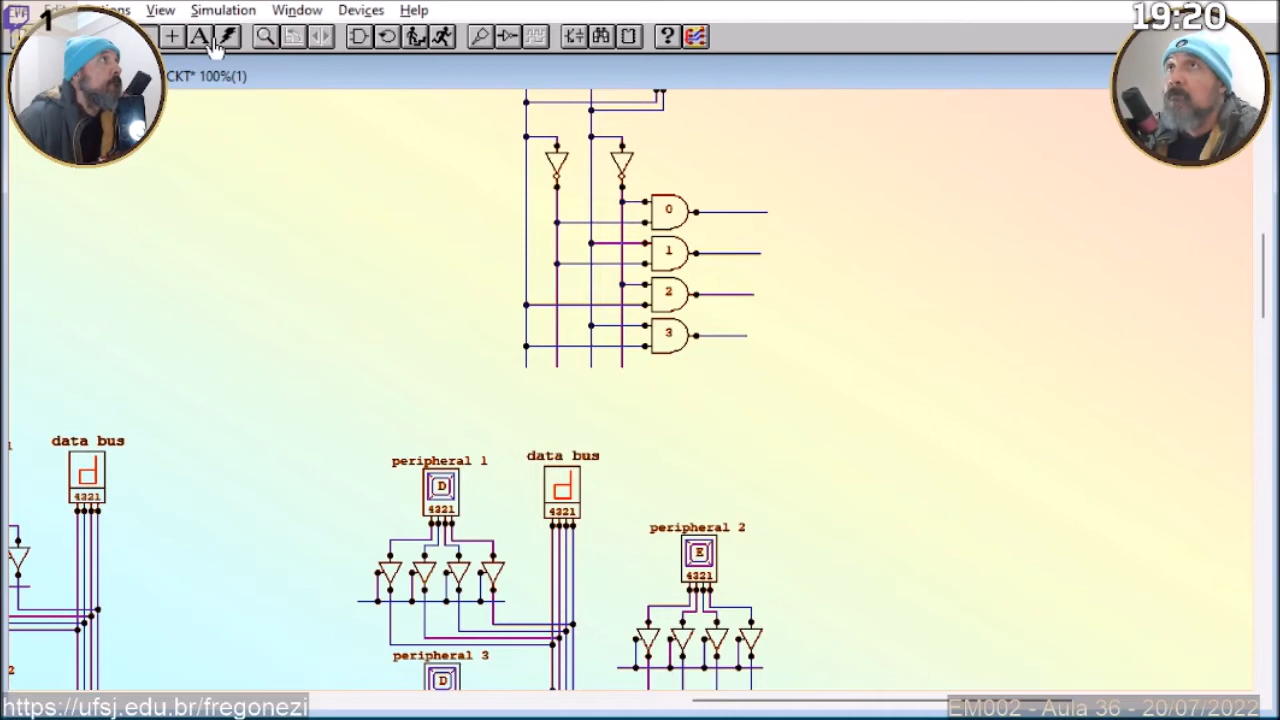 1
Options View Simulation Window Devices Help
19:20
A
?
CKT* 100%(1)
0
1
2
3
data bus
4321
peripheral 1
D
4321
data bus
4321
peripheral 2
E
4321
peripheral 3
D
2
https://ufsj.edu.br/fregonezi
EM002 - Aula 36 - 20/07/2022